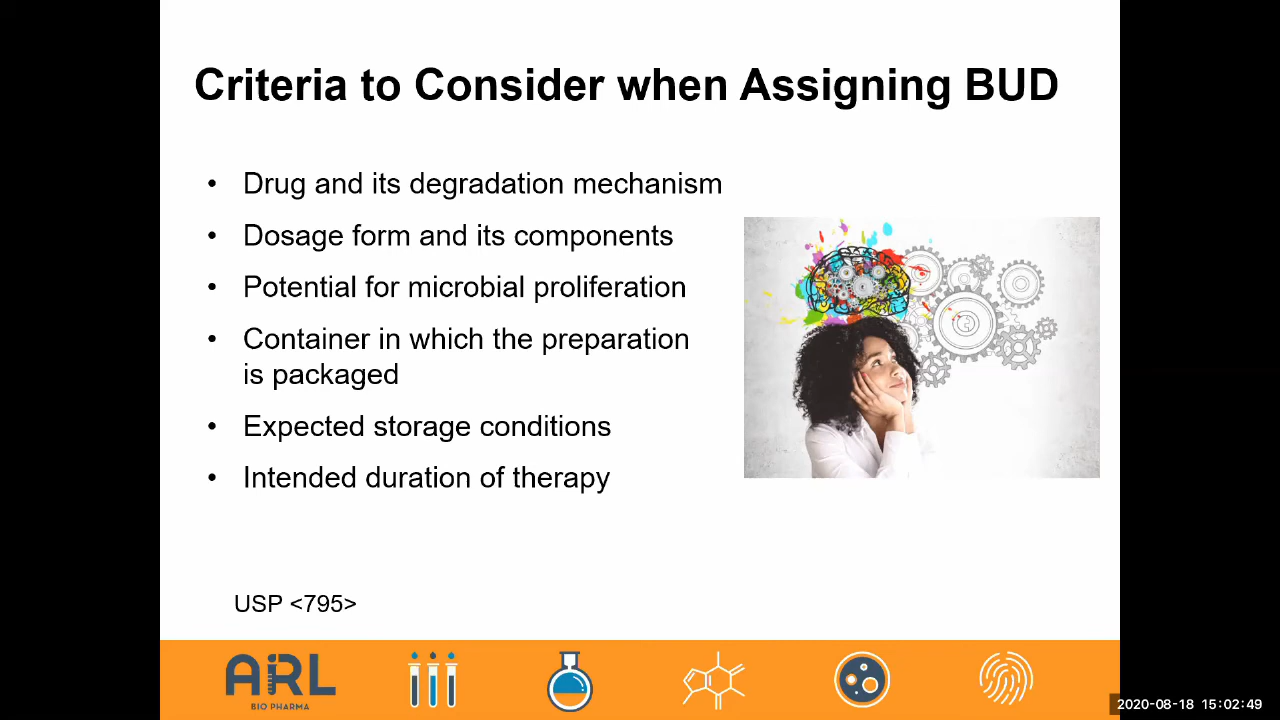 Criteria to Consider when Assigning BUD
• Drug and its degradation mechanism
• Dosage form and its components
• Potential for microbial proliferation
• Container in which the preparation
is packaged
• Expected storage conditions
• Intended duration of therapy
USP <795>
ARL
BIO PHARMA
2020-08-18 15:02:49